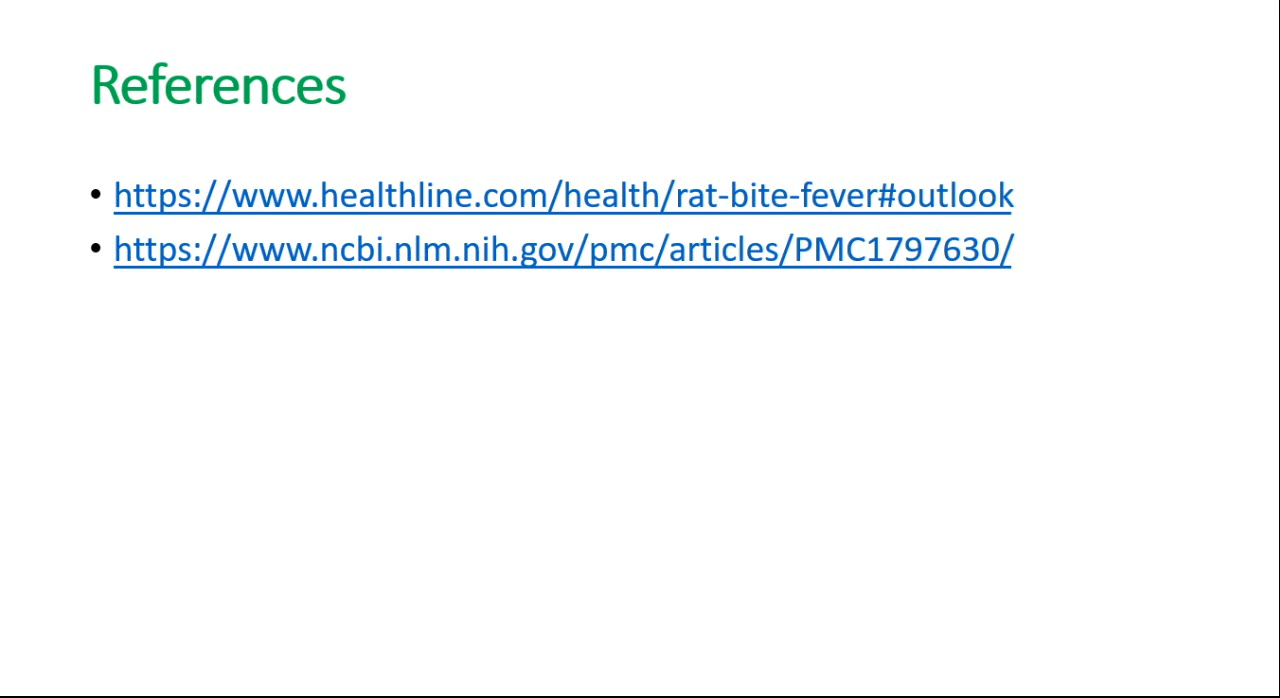 References
• https://www.healthline.com/health/rat-bite-fever#outlook
• https://www.ncbi.nlm.nih.gov/pmc/articles/PMC1797630/